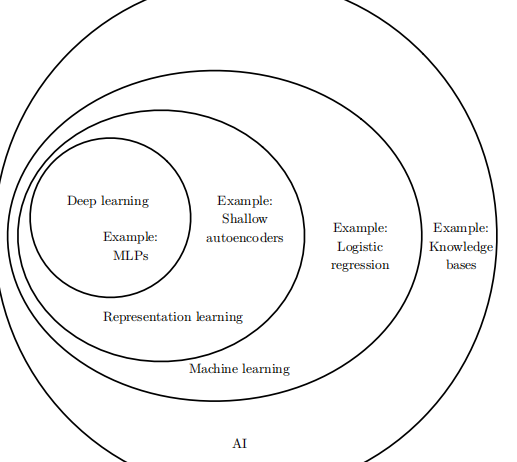 Deep learning
Example:
MLPs
Example:
Shallow
autoencoders
Example:
Logistic
regression
Example:
Knowledge
bases
Representation learning
Machine learning
AI